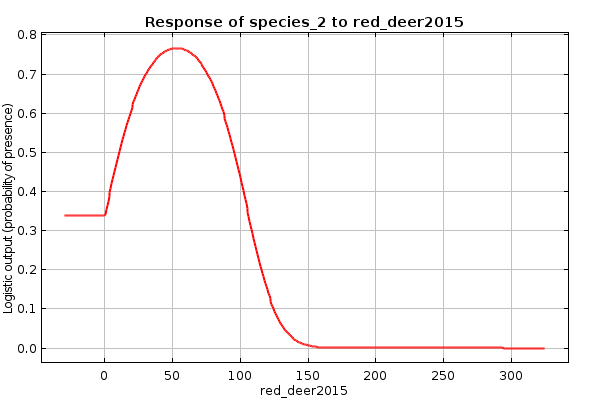 Response of species_2 to red_deer2015
Logistic output (probability of presence)
0.8
0.7
0.6
0.5
0.4
0.3
0.2
0.1
0.0
0 50 100 150 200 250 300
red_deer2015